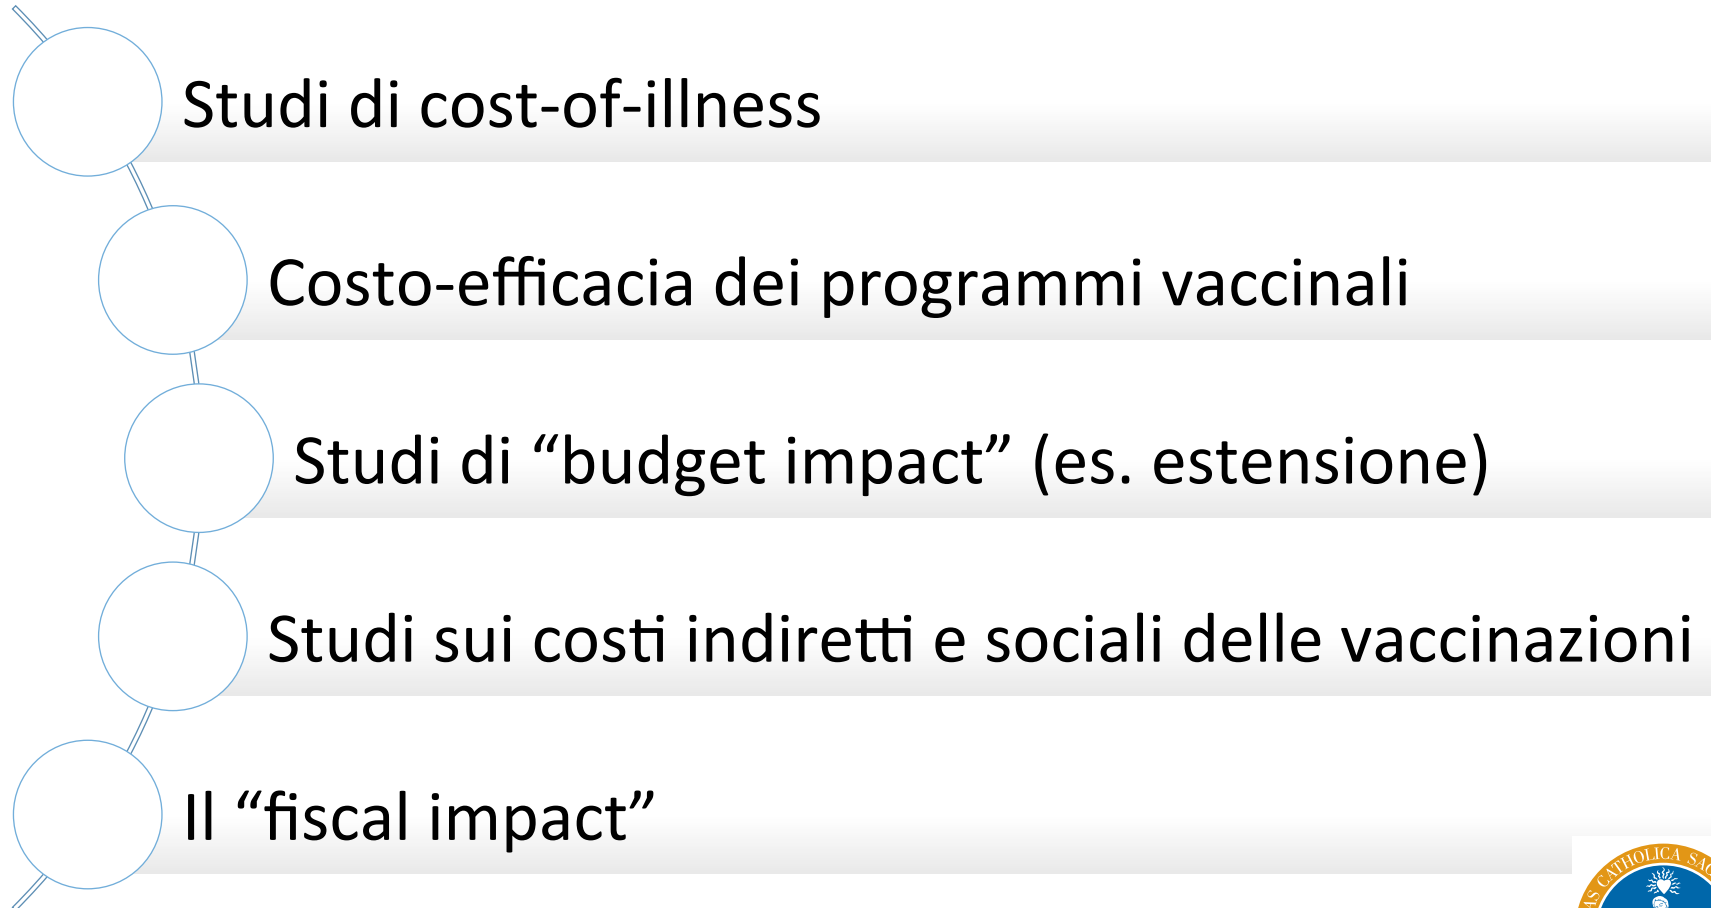 Studi di cost-of-illness
Costo-efficacia dei programmi vaccinali
Studi di “budget impact” (es. estensione)
Studi sui costi indiretti e sociali delle vaccinazioni
Il “fiscal impact”